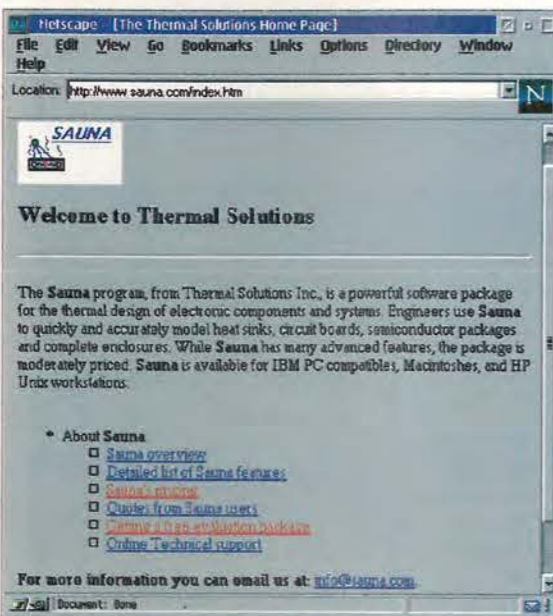 Netscape - [The Thermal Solutions Home Page]
File Edit View Go Bookmarks Links Options Directory Window
Help
Location: http://www.sauna.com/index.htm
N
SAUNA
Welcome to Thermal Solutions
The Sauna program, from Thermal Solutions Inc., is a powerful software package
for the thermal design of electronic components and systems. Engineers use Sauna
to quickly and accurately model heat sinks, circuit boards, semiconductor packages
and complete enclosures. While Sauna has many advanced features, the package is
moderately priced. Sauna is available for IBM PC compatibles, Macintoshes, and HP
Unix workstations.
About Sauna
Sauna overview
Detailed list of Sauna features
Sauna's pricing
Quotes from Sauna users
Getting a free evaluation package
Online Technical support
For more information you can email us at: info@sauna.com
Document: Done